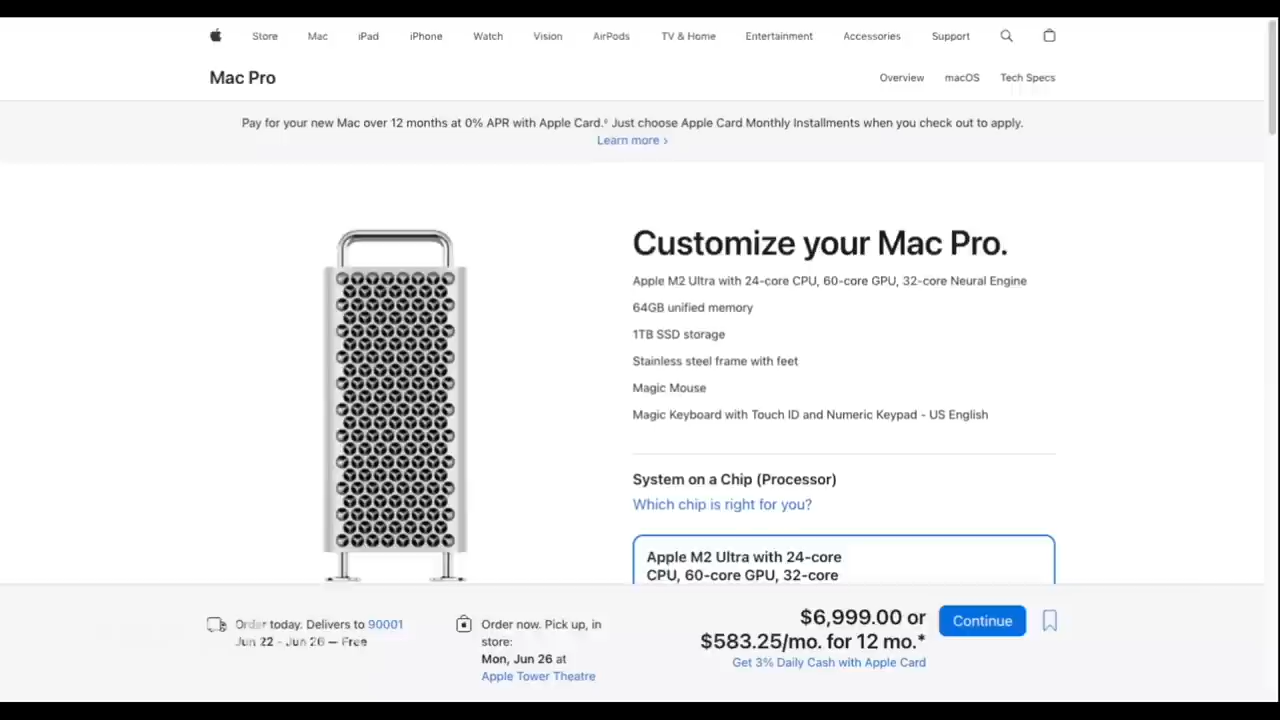 Store Mac iPad iPhone Watch Vision AirPods TV & Home Entertainment Accessories Support
Mac Pro
Overview macOS Tech Specs
Pay for your new Mac over 12 months at 0% APR with Apple Card.◊ Just choose Apple Card Monthly Installments when you check out to apply.
Learn more >
Customize your Mac Pro.
Apple M2 Ultra with 24-core CPU, 60-core GPU, 32-core Neural Engine
64GB unified memory
1TB SSD storage
Stainless steel frame with feet
Magic Mouse
Magic Keyboard with Touch ID and Numeric Keypad - US English
System on a Chip (Processor)
Which chip is right for you?
Apple M2 Ultra with 24-core
CPU, 60-core GPU, 32-core
Order today. Delivers to 90001
Jun 22 - Jun 26 — Free
Order now. Pick up, in
store:
Mon, Jun 26 at
Apple Tower Theatre
$6,999.00 or
$583.25/mo. for 12 mo.*
Get 3% Daily Cash with Apple Card
Continue